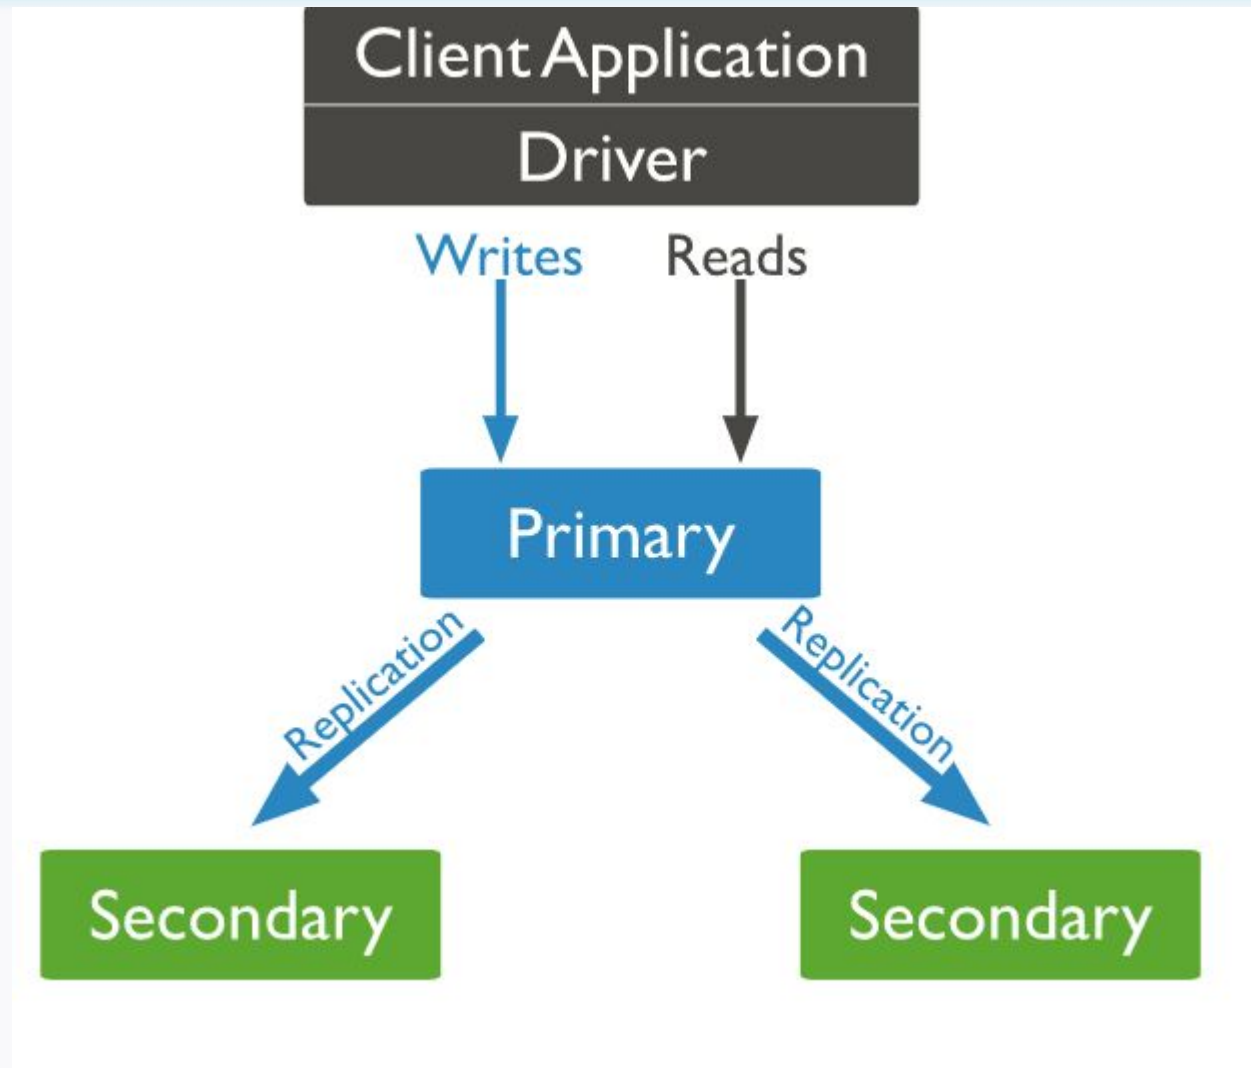 Client Application
Driver
Writes
Reads
Primary
Replication
Replication
Secondary
Secondary